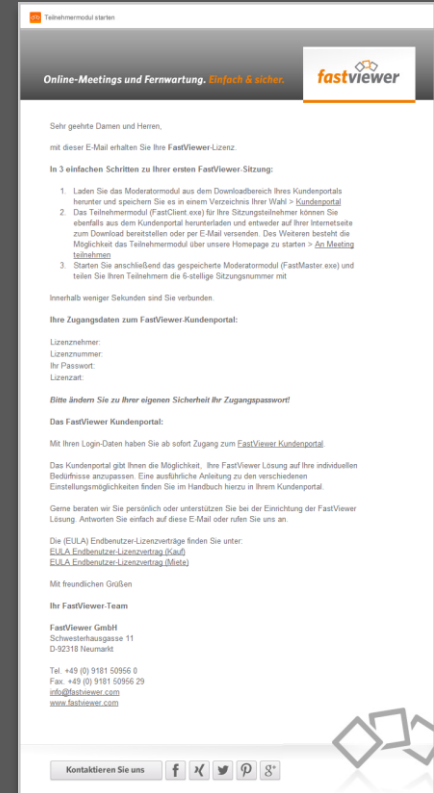 Teilnehmermodul starten
Online-Meetings und Fernwartung. Einfach & sicher.
fastviewer
Sehr geehrte Damen und Herren,
mit dieser E-Mail erhalten Sie Ihre FastViewer-Lizenz.
In 3 einfachen Schritten zu Ihrer ersten FastViewer-Sitzung:
1. Laden Sie das Moderatormodul aus dem Downloadbereich Ihres Kundenportals
herunter und speichern Sie es in einem Verzeichnis Ihrer Wahl > Kundenportal
2. Das Teilnehmermodul (FastClient.exe) für Ihre Sitzungsteilnehmer können Sie
ebenfalls aus dem Kundenportal herunterladen und entweder auf Ihrer Internetseite
zum Download bereitstellen oder per E-Mail versenden. Des Weiteren besteht die
Möglichkeit das Teilnehmermodul über unsere Homepage zu starten > An Meeting
teilnehmen
3. Starten Sie anschließend das gespeicherte Moderatormodul (FastMaster.exe) und
teilen Sie Ihren Teilnehmern die 6-stellige Sitzungsnummer mit
Innerhalb weniger Sekunden sind Sie verbunden.
Ihre Zugangsdaten zum FastViewer-Kundenportal:
Lizenznehmer:
Lizenznummer:
Ihr Passwort:
Lizenzart:
Bitte ändern Sie zu Ihrer eigenen Sicherheit Ihr Zugangspasswort!
Das FastViewer Kundenportal:
Mit Ihren Login-Daten haben Sie ab sofort Zugang zum FastViewer Kundenportal.
Das Kundenportal gibt Ihnen die Möglichkeit, Ihre FastViewer Lösung auf Ihre individuellen
Bedürfnisse anzupassen. Eine ausführliche Anleitung zu den verschiedenen
Einstellungsmöglichkeiten finden Sie im Handbuch hierzu in Ihrem Kundenportal.
Gerne beraten wir Sie persönlich oder unterstützen Sie bei der Einrichtung der FastViewer
Lösung. Antworten Sie einfach auf diese E-Mail oder rufen Sie uns an.
Die (EULA) Endbenutzer-Lizenzverträge finden Sie unter:
EULA Endbenutzer-Lizenzvertrag (Kauf)
EULA Endbenutzer-Lizenzvertrag (Miete)
Mit freundlichen Grüßen
Ihr FastViewer-Team
FastViewer GmbH
Schwesterhausgasse 11
D-92318 Neumarkt
Tel. +49 (0) 9181 50956 0
Fax. +49 (0) 9181 50956 29
info@fastviewer.com
www.fastviewer.com
Kontaktieren Sie uns